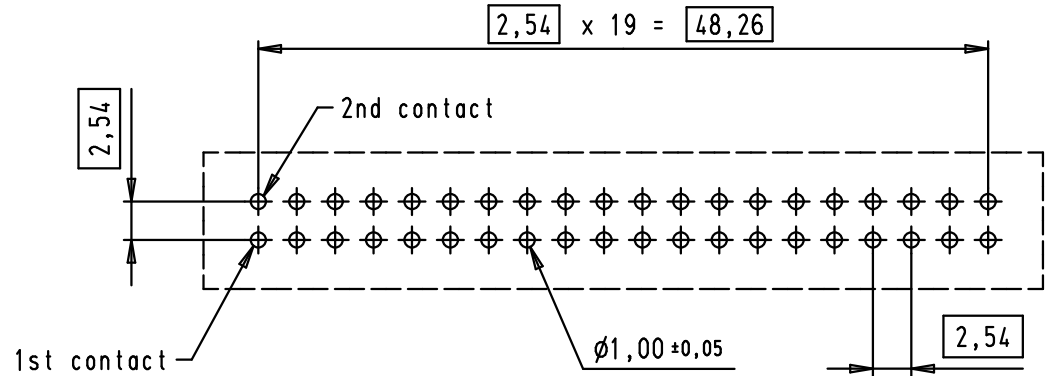 2,54 x 19 = 48,26
2,54
2nd contact
1st contact
ø1,00 ±0,05
2,54